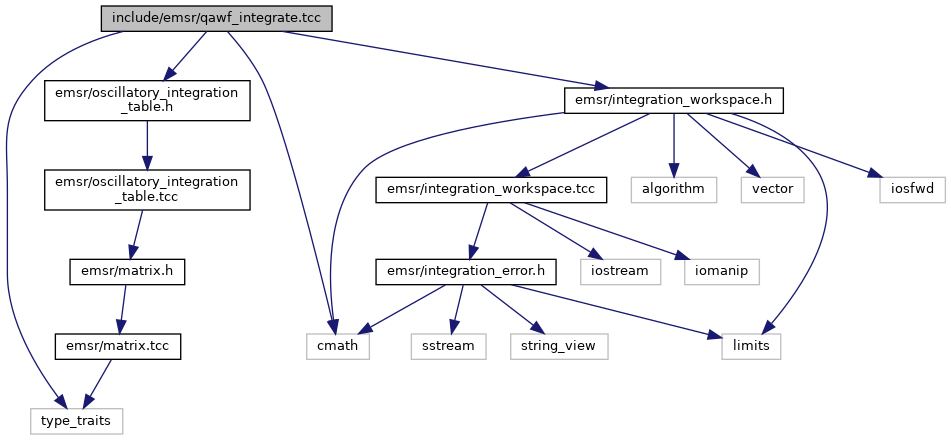 include/emsr/qawf_integrate.tcc
emsr/oscillatory_integration
_table.h
emsr/integration_workspace.h
emsr/oscillatory_integration
_table.tcc
emsr/integration_workspace.tcc
algorithm
vector
iosfwd
emsr/matrix.h
emsr/integration_error.h
iostream
iomanip
emsr/matrix.tcc
cmath
sstream
string_view
limits
type_traits